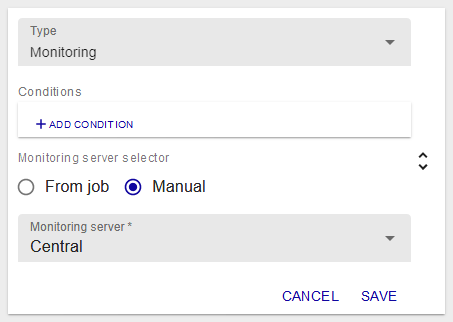 Type
Monitoring
Conditions
+ ADD CONDITION
Monitoring server selector
From job Manual
Monitoring server *
Central
CANCEL SAVE